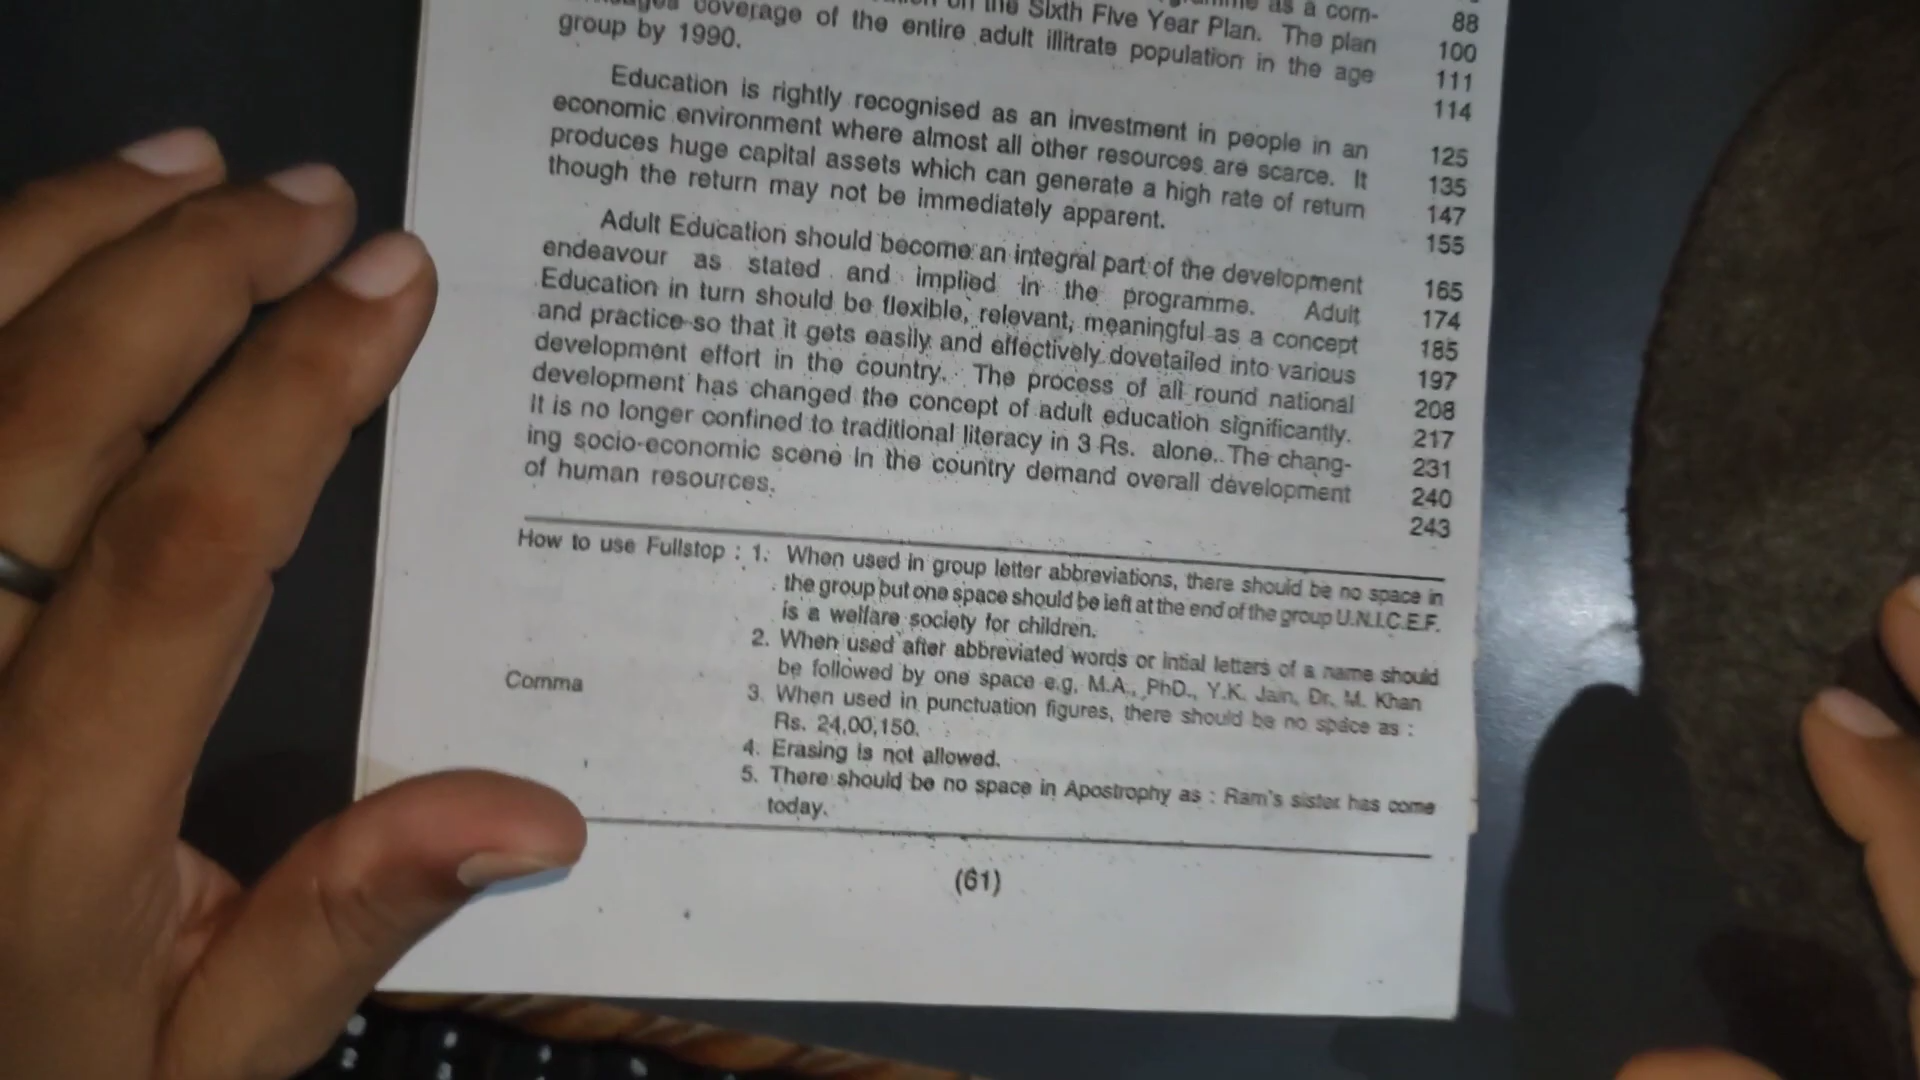 on the Sixth Five Year Plan. The plan 100
coverage of the entire adult illitrate population in the age 111
group by 1990. 114
Education is rightly recognised as an investment in people in an 125
economic environment where almost all other resources are scarce. It 135
produces huge capital assets which can generate a high rate of return 147
though the return may not be immediately apparent. 155
Adult Education should become an integral part of the development 165
endeavour as stated and implied in the programme. Adult 174
Education in turn should be flexible, relevant, meaningful as a concept 185
and practice so that it gets easily and effectively dovetailed into various 197
development effort in the country. The process of all round national 208
development has changed the concept of adult education significantly. 217
It is no longer confined to traditional literacy in 3 Rs. alone. The chang- 231
ing socio-economic scene in the country demand overall development 240
of human resources. 243
How to use Fullstop : 1. When used in group letter abbreviations, there should be no space in
the group but one space should be left at the end of the group U.N.I.C.E.F.
is a welfare society for children.
2. When used after abbreviated words or intial letters of a name should
be followed by one space e.g, M.A., PhD., Y.K. Jain, Dr. M. Khan
Comma 3. When used in punctuation figures, there should be no space as :
Rs. 24,00,150.
4. Erasing is not allowed.
5. There should be no space in Apostrophy as : Ram's sister has come
today.
(61)